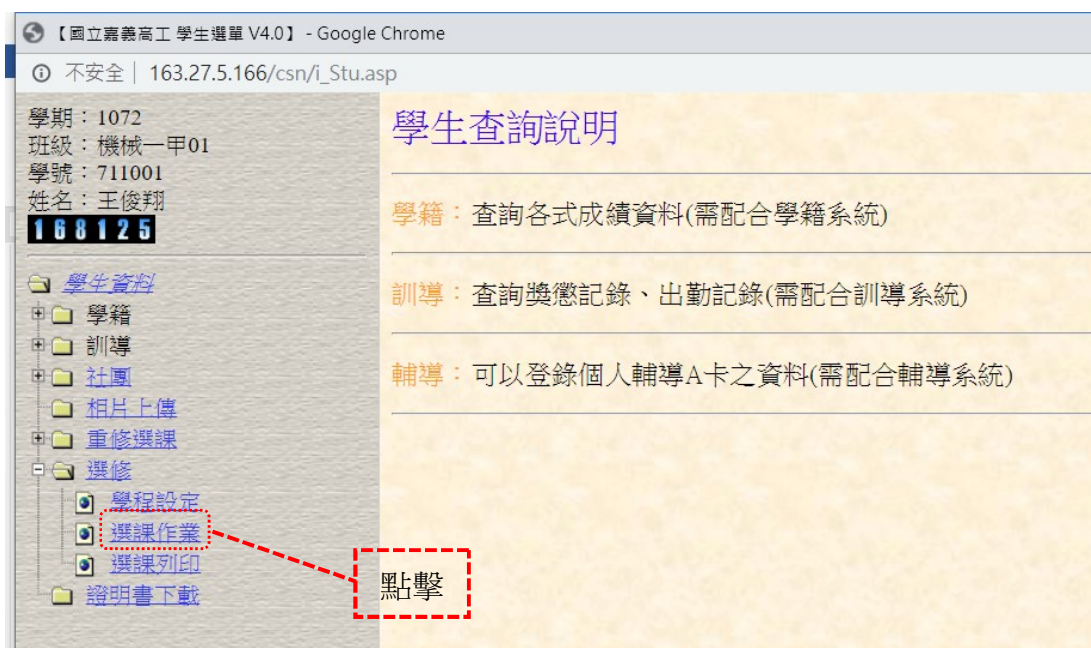 【國立嘉義高工 學生選單 V4.0】 - Google Chrome
不安全 | 163.27.5.166/csn/i_Stu.asp
學期：1072
班級：機械一甲01
學號：711001
姓名：王俊翔
168125
學生資料
學籍
訓導
社團
相片上傳
重修選課
選修
學程設定
選課作業
選課列印
證明書下載
學生查詢說明
學籍：查詢各式成績資料(需配合學籍系統)
訓導：查詢獎懲記錄、出勤記錄(需配合訓導系統)
輔導：可以登錄個人輔導A卡之資料(需配合輔導系統)
點擊